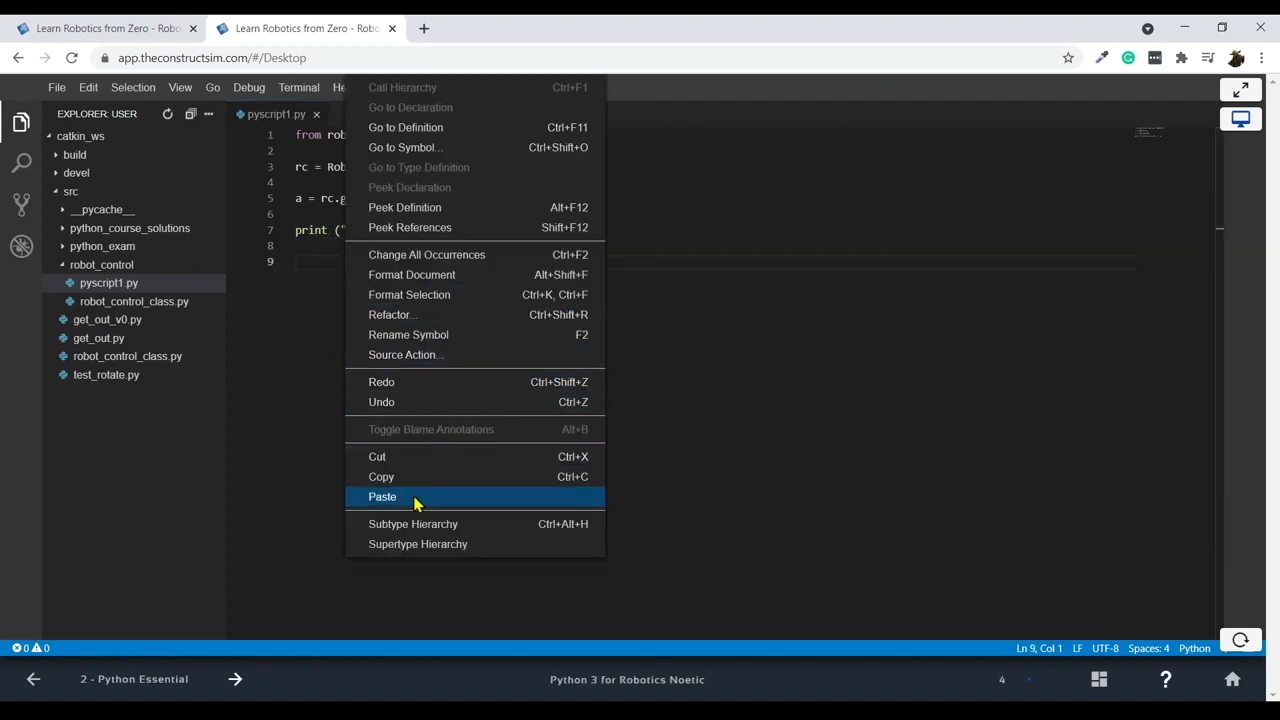 Learn Robotics from Zero - Robo
Learn Robotics from Zero - Robo
app.theconstructsim.com/#/Desktop
File Edit Selection View Go Debug Terminal He
EXPLORER: USER
catkin_ws
build
devel
src
__pycache__
python_course_solutions
python_exam
robot_control
pyscript1.py
robot_control_class.py
get_out_v0.py
get_out.py
robot_control_class.py
test_rotate.py
pyscript1.py
1 from rob
2
3 rc = Rob
4
5 a = rc.g
6
7 print ("
8
9
Call Hierarchy Ctrl+F1
Go to Declaration
Go to Definition Ctrl+F11
Go to Symbol... Ctrl+Shift+O
Go to Type Definition
Peek Declaration
Peek Definition Alt+F12
Peek References Shift+F12
Change All Occurrences Ctrl+F2
Format Document Alt+Shift+F
Format Selection Ctrl+K, Ctrl+F
Refactor... Ctrl+Shift+R
Rename Symbol F2
Source Action...
Redo Ctrl+Shift+Z
Undo Ctrl+Z
Toggle Blame Annotations Alt+B
Cut Ctrl+X
Copy Ctrl+C
Paste
Subtype Hierarchy Ctrl+Alt+H
Supertype Hierarchy
0 0
Ln 9, Col 1 LF UTF-8 Spaces: 4 Python
2 - Python Essential
Python 3 for Robotics Noetic
4
?